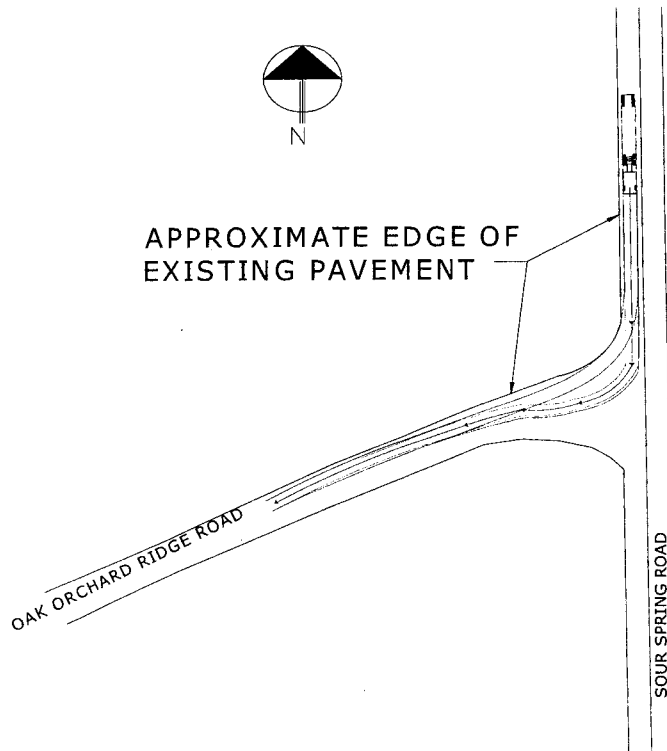 N
APPROXIMATE EDGE OF
EXISTING PAVEMENT
OAK ORCHARD RIDGE ROAD
SOUR SPRING ROAD